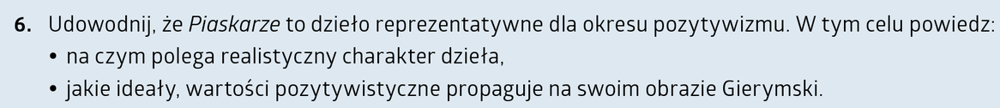 6. Udowodnij, że Piaskarze to dzieło reprezentatywne dla okresu pozytywizmu. W tym celu powiedz:
• na czym polega realistyczny charakter dzieła,
• jakie ideały, wartości pozytywistyczne propaguje na swoim obrazie Gierymski.